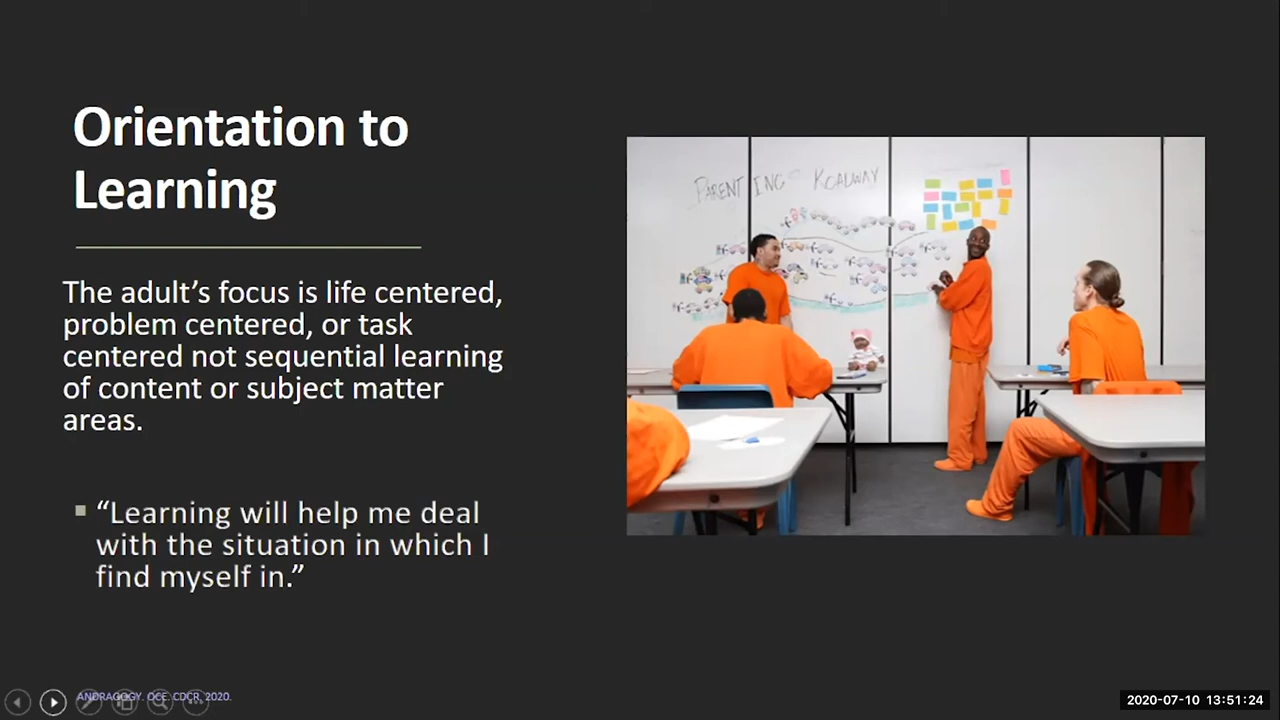 Orientation to
Learning
The adult’s focus is life centered,
problem centered, or task
centered not sequential learning
of content or subject matter
areas.
“Learning will help me deal
with the situation in which I
find myself in.”
PARENTING ROADWAY
ANDRAGOGY. OCE. CDCR, 2020.
2020-07-10 13:51:24